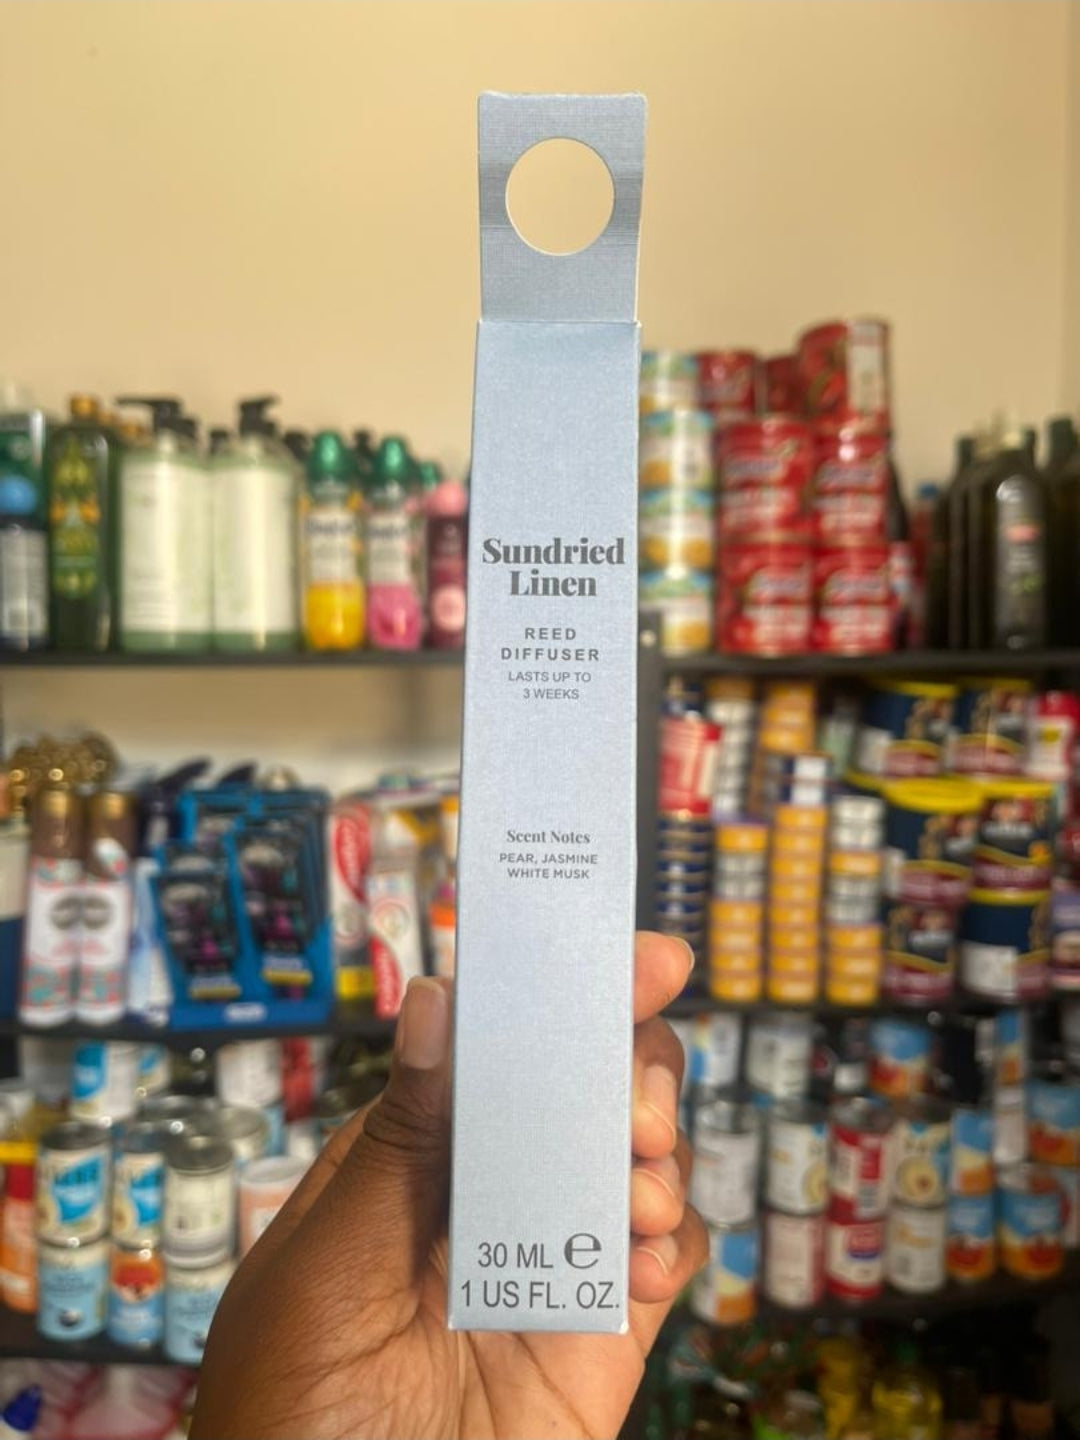 Sundried
Linen
REED
DIFFUSER
LASTS UP TO
3 WEEKS
Scent Notes
PEAR, JASMINE
WHITE MUSK
30 ML ℮
1 US FL. OZ.